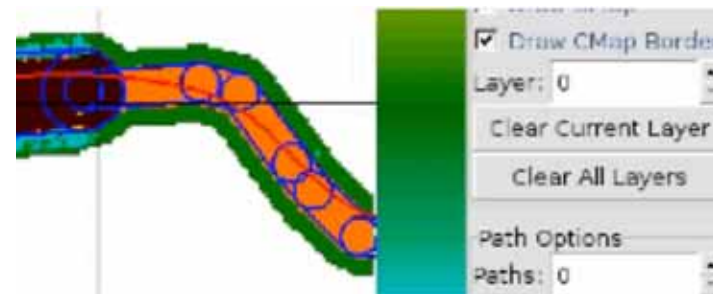 Draw CMap Border
Layer: 0
Clear Current Layer
Clear All Layers
Path Options
Paths: 0